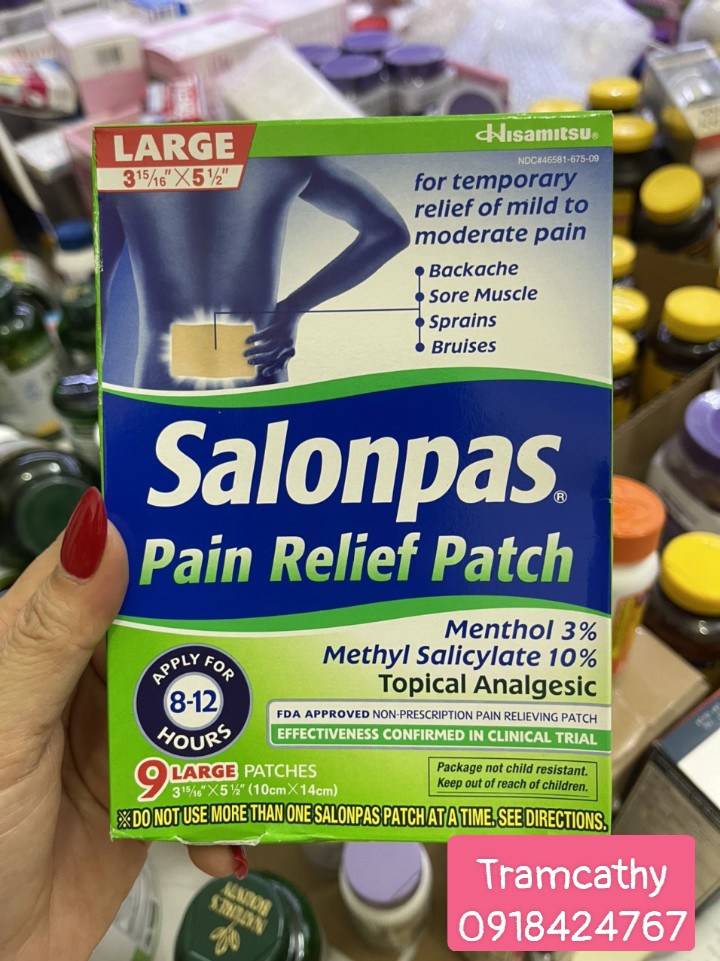 LARGE
3 15/16" X 5 1/2"
Hisamitsu®
NDC#46581-675-09
for temporary
relief of mild to
moderate pain
• Backache
• Sore Muscle
• Sprains
• Bruises
Salonpas®
Pain Relief Patch
Menthol 3%
Methyl Salicylate 10%
Topical Analgesic
APPLY FOR
8-12
HOURS
FDA APPROVED NON-PRESCRIPTION PAIN RELIEVING PATCH
EFFECTIVENESS CONFIRMED IN CLINICAL TRIAL
9 LARGE PATCHES
3 15/16" X 5 1/2" (10cm X 14cm)
Package not child resistant.
Keep out of reach of children.
※DO NOT USE MORE THAN ONE SALONPAS PATCH AT A TIME. SEE DIRECTIONS.
Tramcathy
0918424767
NATURE'S
BOUNTY